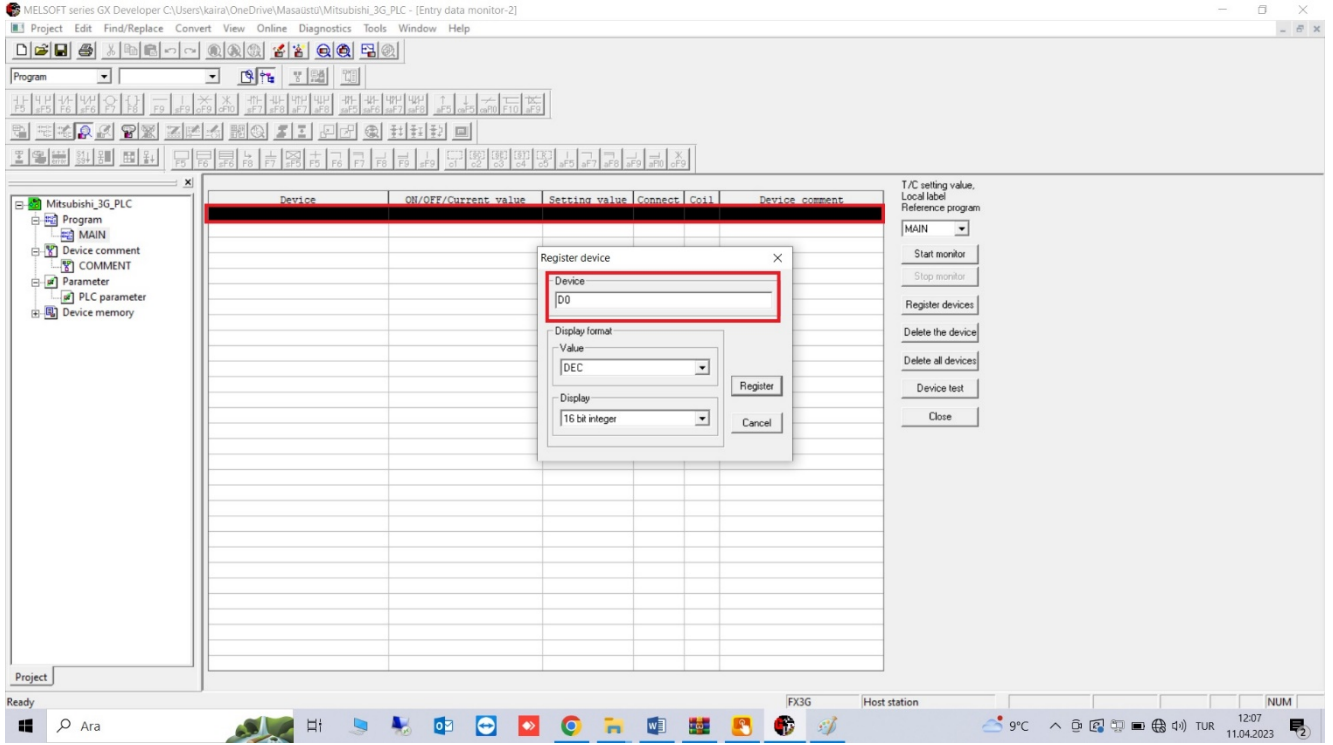 MELSOFT series GX Developer C:\Users\kaira\OneDrive\Masaüstü\Mitsubishi_3G_PLC - [Entry data monitor-2]
Project Edit Find/Replace Convert View Online Diagnostics Tools Window Help
Program
Mitsubishi_3G_PLC
Program
MAIN
Device comment
COMMENT
Parameter
PLC parameter
Device memory
Project
Device ON/OFF/Current value Setting value Connect Coil Device comment
Register device
Device
D0
Display format
Value
DEC
Display
16 bit integer
Register
Cancel
T/C setting value,
Local label
Reference program
MAIN
Start monitor
Stop monitor
Register devices
Delete the device
Delete all devices
Device test
Close
Ready FX3G Host station NUM
Ara
9°C TUR 12:07
11.04.2023